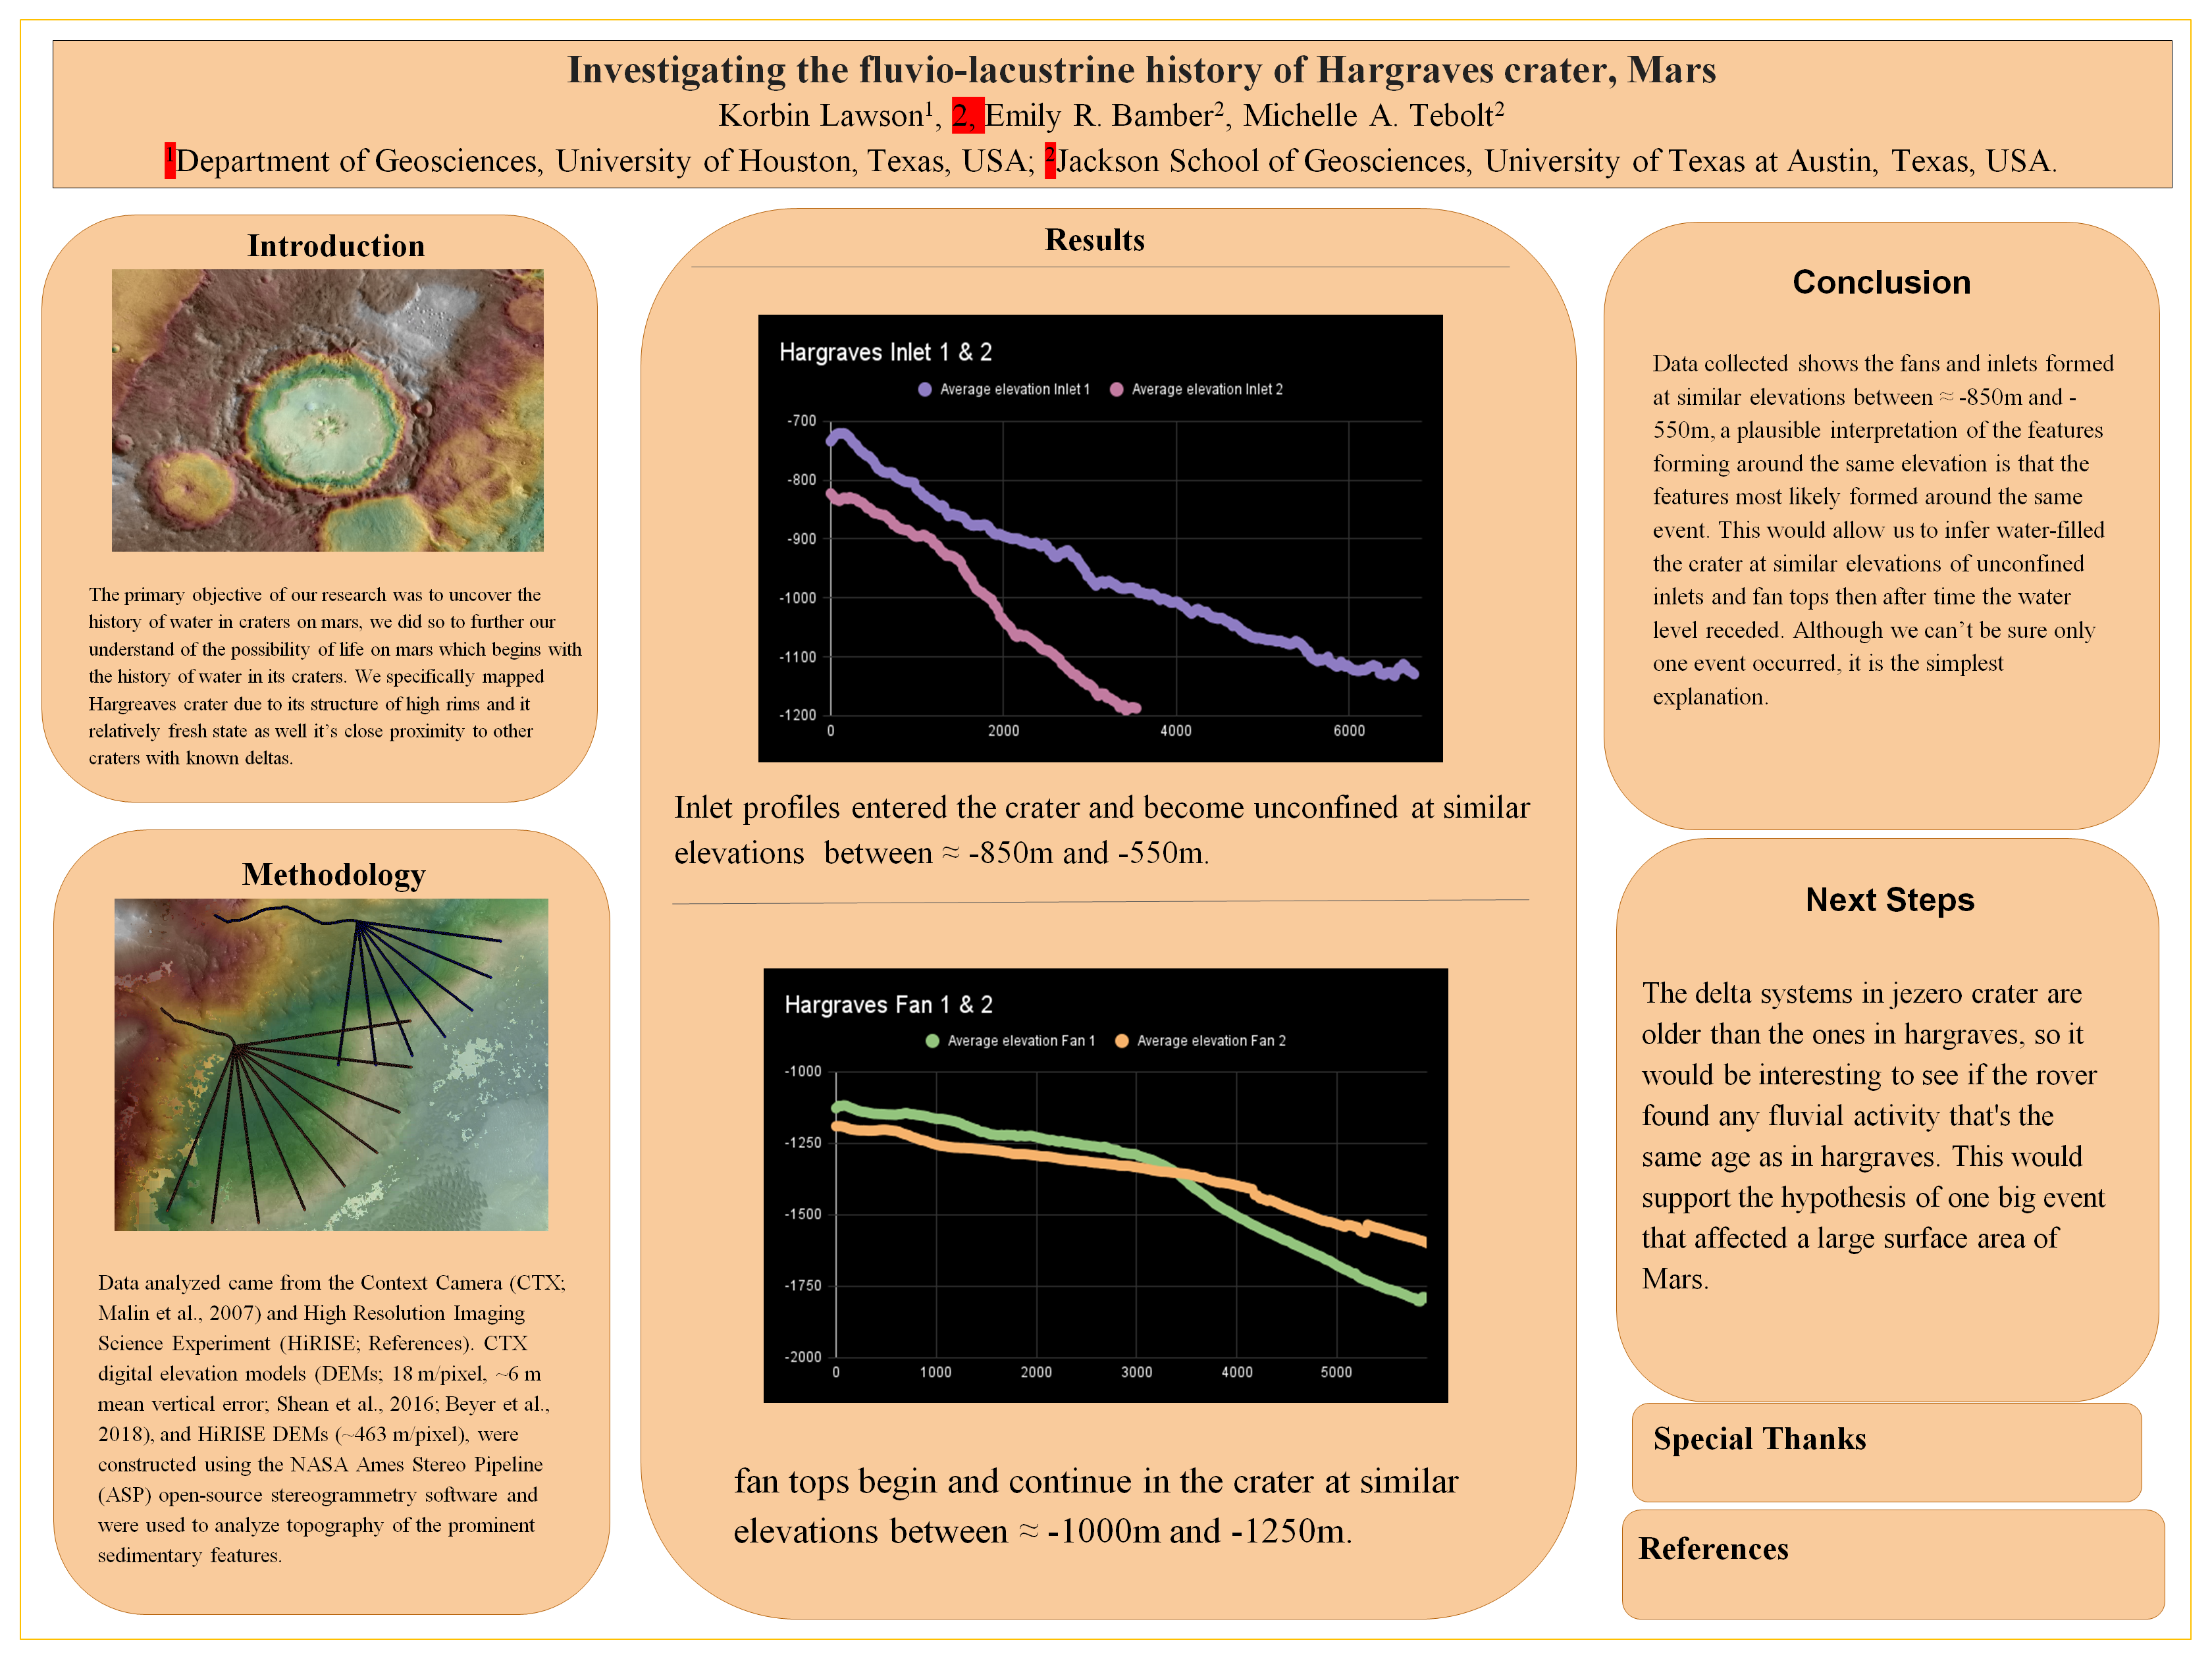 Investigating the fluvio-lacustrine history of Hargraves crater, Mars
Korbin Lawson¹, 2, Emily R. Bamber², Michelle A. Tebolt²
¹Department of Geosciences, University of Houston, Texas, USA; ²Jackson School of Geosciences, University of Texas at Austin, Texas, USA.
Introduction
The primary objective of our research was to uncover the
history of water in craters on mars, we did so to further our
understand of the possibility of life on mars which begins with
the history of water in its craters. We specifically mapped
Hargreaves crater due to its structure of high rims and it
relatively fresh state as well it’s close proximity to other
craters with known deltas.
Methodology
Data analyzed came from the Context Camera (CTX;
Malin et al., 2007) and High Resolution Imaging
Science Experiment (HiRISE; References). CTX
digital elevation models (DEMs; 18 m/pixel, ~6 m
mean vertical error; Shean et al., 2016; Beyer et al.,
2018), and HiRISE DEMs (~463 m/pixel), were
constructed using the NASA Ames Stereo Pipeline
(ASP) open-source stereogrammetry software and
were used to analyze topography of the prominent
sedimentary features.
Results
Hargraves Inlet 1 & 2
Average elevation Inlet 1 Average elevation Inlet 2
-700
-800
-900
-1000
-1100
-1200
0 2000 4000 6000
Inlet profiles entered the crater and become unconfined at similar
elevations between ≈ -850m and -550m.
Hargraves Fan 1 & 2
Average elevation Fan 1 Average elevation Fan 2
-1000
-1250
-1500
-1750
-2000
0 1000 2000 3000 4000 5000
fan tops begin and continue in the crater at similar
elevations between ≈ -1000m and -1250m.
Conclusion
Data collected shows the fans and inlets formed
at similar elevations between ≈ -850m and -
550m, a plausible interpretation of the features
forming around the same elevation is that the
features most likely formed around the same
event. This would allow us to infer water-filled
the crater at similar elevations of unconfined
inlets and fan tops then after time the water
level receded. Although we can’t be sure only
one event occurred, it is the simplest
explanation.
Next Steps
The delta systems in jezero crater are
older than the ones in hargraves, so it
would be interesting to see if the rover
found any fluvial activity that's the
same age as in hargraves. This would
support the hypothesis of one big event
that affected a large surface area of
Mars.
Special Thanks
References